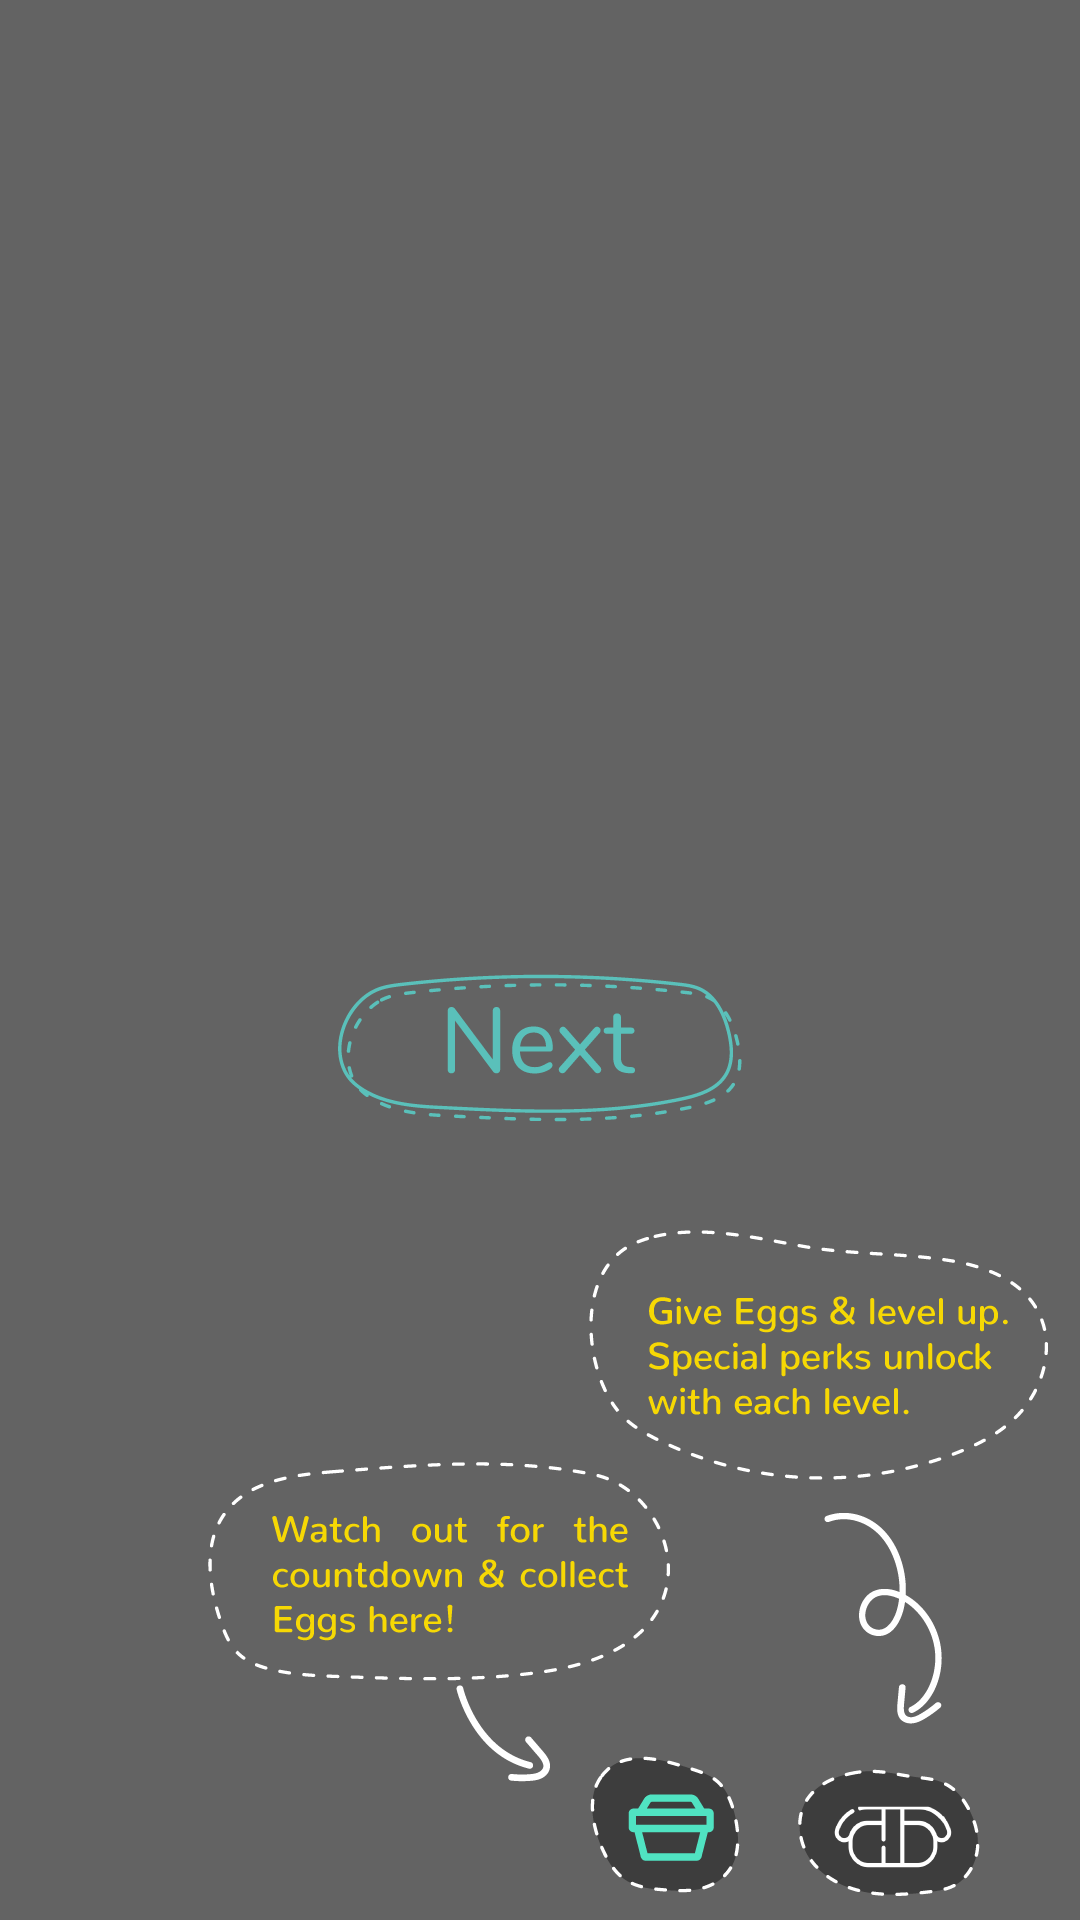 Next
Give Eggs & level up.
Special perks unlock
with each level.
Watch out for the
countdown & collect
Eggs here!